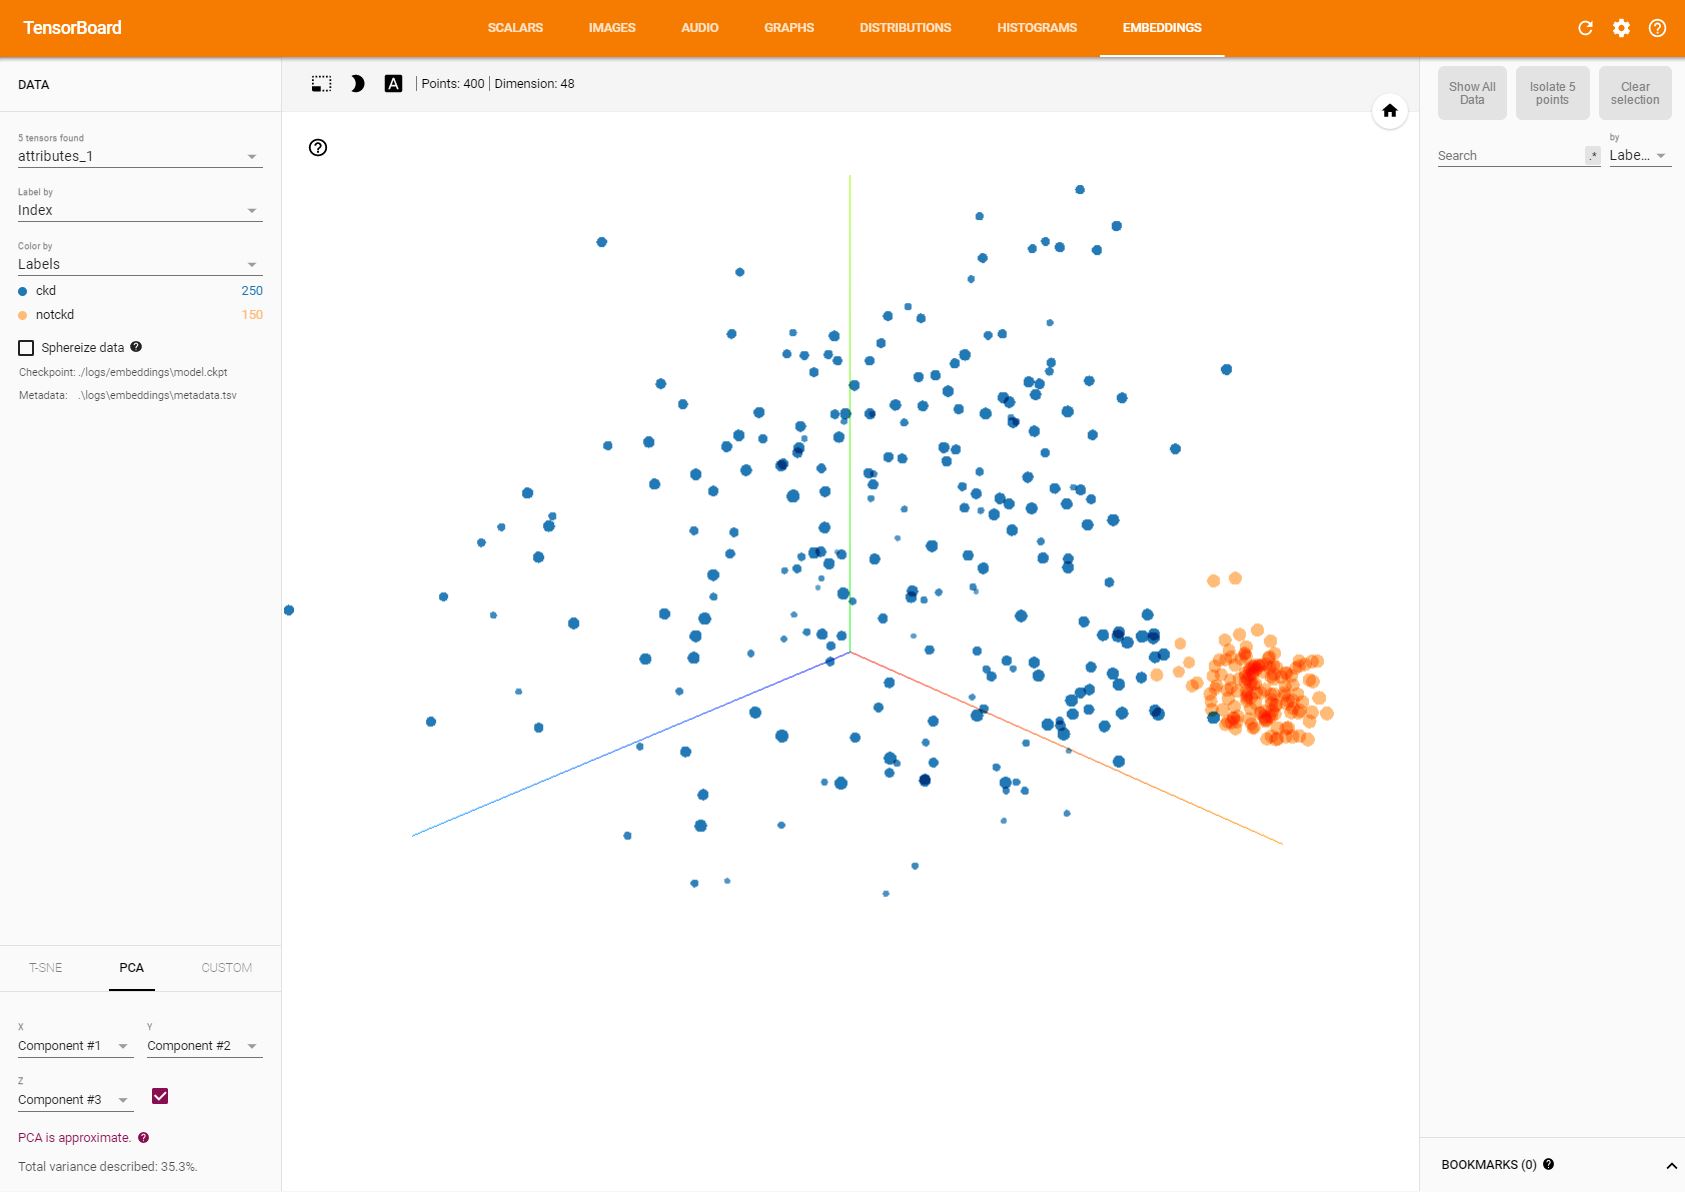 TensorBoard
SCALARS IMAGES AUDIO GRAPHS DISTRIBUTIONS HISTOGRAMS EMBEDDINGS
DATA
A | Points: 400 | Dimension: 48
Show All Data
Isolate 5 points
Clear selection
5 tensors found
attributes_1
Label by
Index
Color by
Labels
ckd 250
notckd 150
Sphereize data
Checkpoint: ./logs/embeddings\model.ckpt
Metadata: .\logs\embeddings\metadata.tsv
by
Search .* Labe...
T-SNE PCA CUSTOM
X Y
Component #1 Component #2
Z
Component #3
PCA is approximate.
Total variance described: 35.3%.
BOOKMARKS (0)